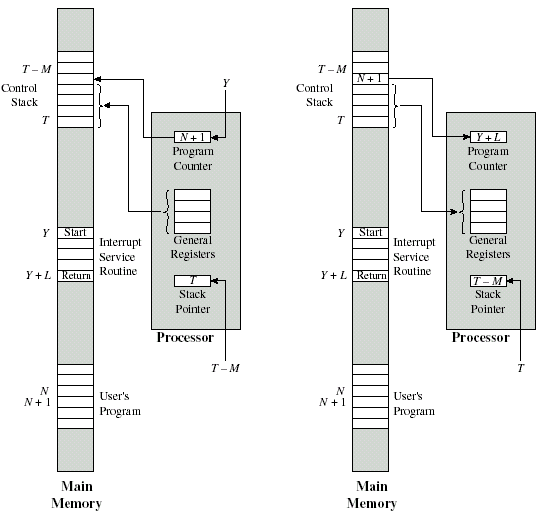 T – M
Control
Stack
T
Y
N + 1
Program
Counter
General
Registers
T
Stack
Pointer
Processor
T – M
Y
Start
Interrupt
Service
Routine
Y + L
Return
N
N + 1
User's
Program
Main
Memory
T – M
N + 1
Control
Stack
T
Y + L
Program
Counter
General
Registers
T – M
Stack
Pointer
Processor
T
Y
Start
Interrupt
Service
Routine
Y + L
Return
N
N + 1
User's
Program
Main
Memory